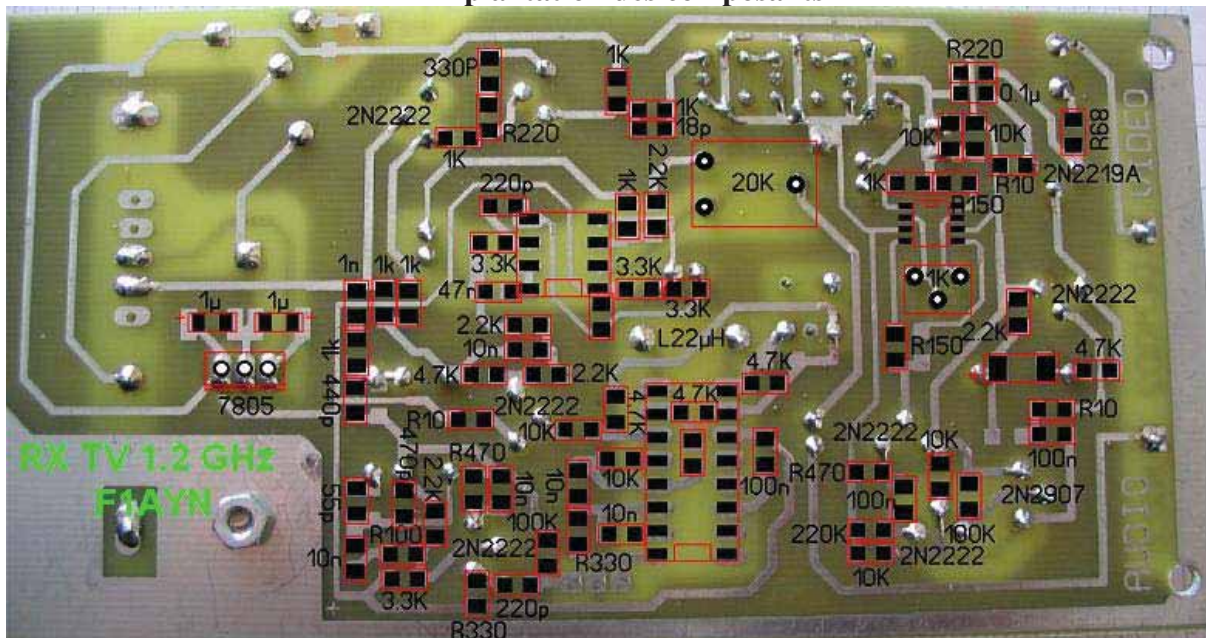 1K
330P
R220
1K
0.1µ
2N2222
18p
10K
10K
R68
VIDEO
R220
1K
2.2K
R10
2N2219A
220p
1K
20K
1K
R150
1n
1k
1k
3.3K
3.3K
1K
47n
3.3K
2N2222
1µ
1µ
2.2K
L22µH
2.2K
10n
R150
1k
4.7K
2.2K
4.7K
4.7K
7805
440p
2N2222
4.7K
4.7K
R10
10K
R10
RX TV 1.2 GHz
F1AYN
470p
R470
2N2222
10K
100n
2.2K
10K
R470
55p
10n
10n
100n
100n
2N2907
100K
10n
R100
220K
100K
10n
2N2222
R330
2N2222
10K
AUDIO
3.3K
220p
R330